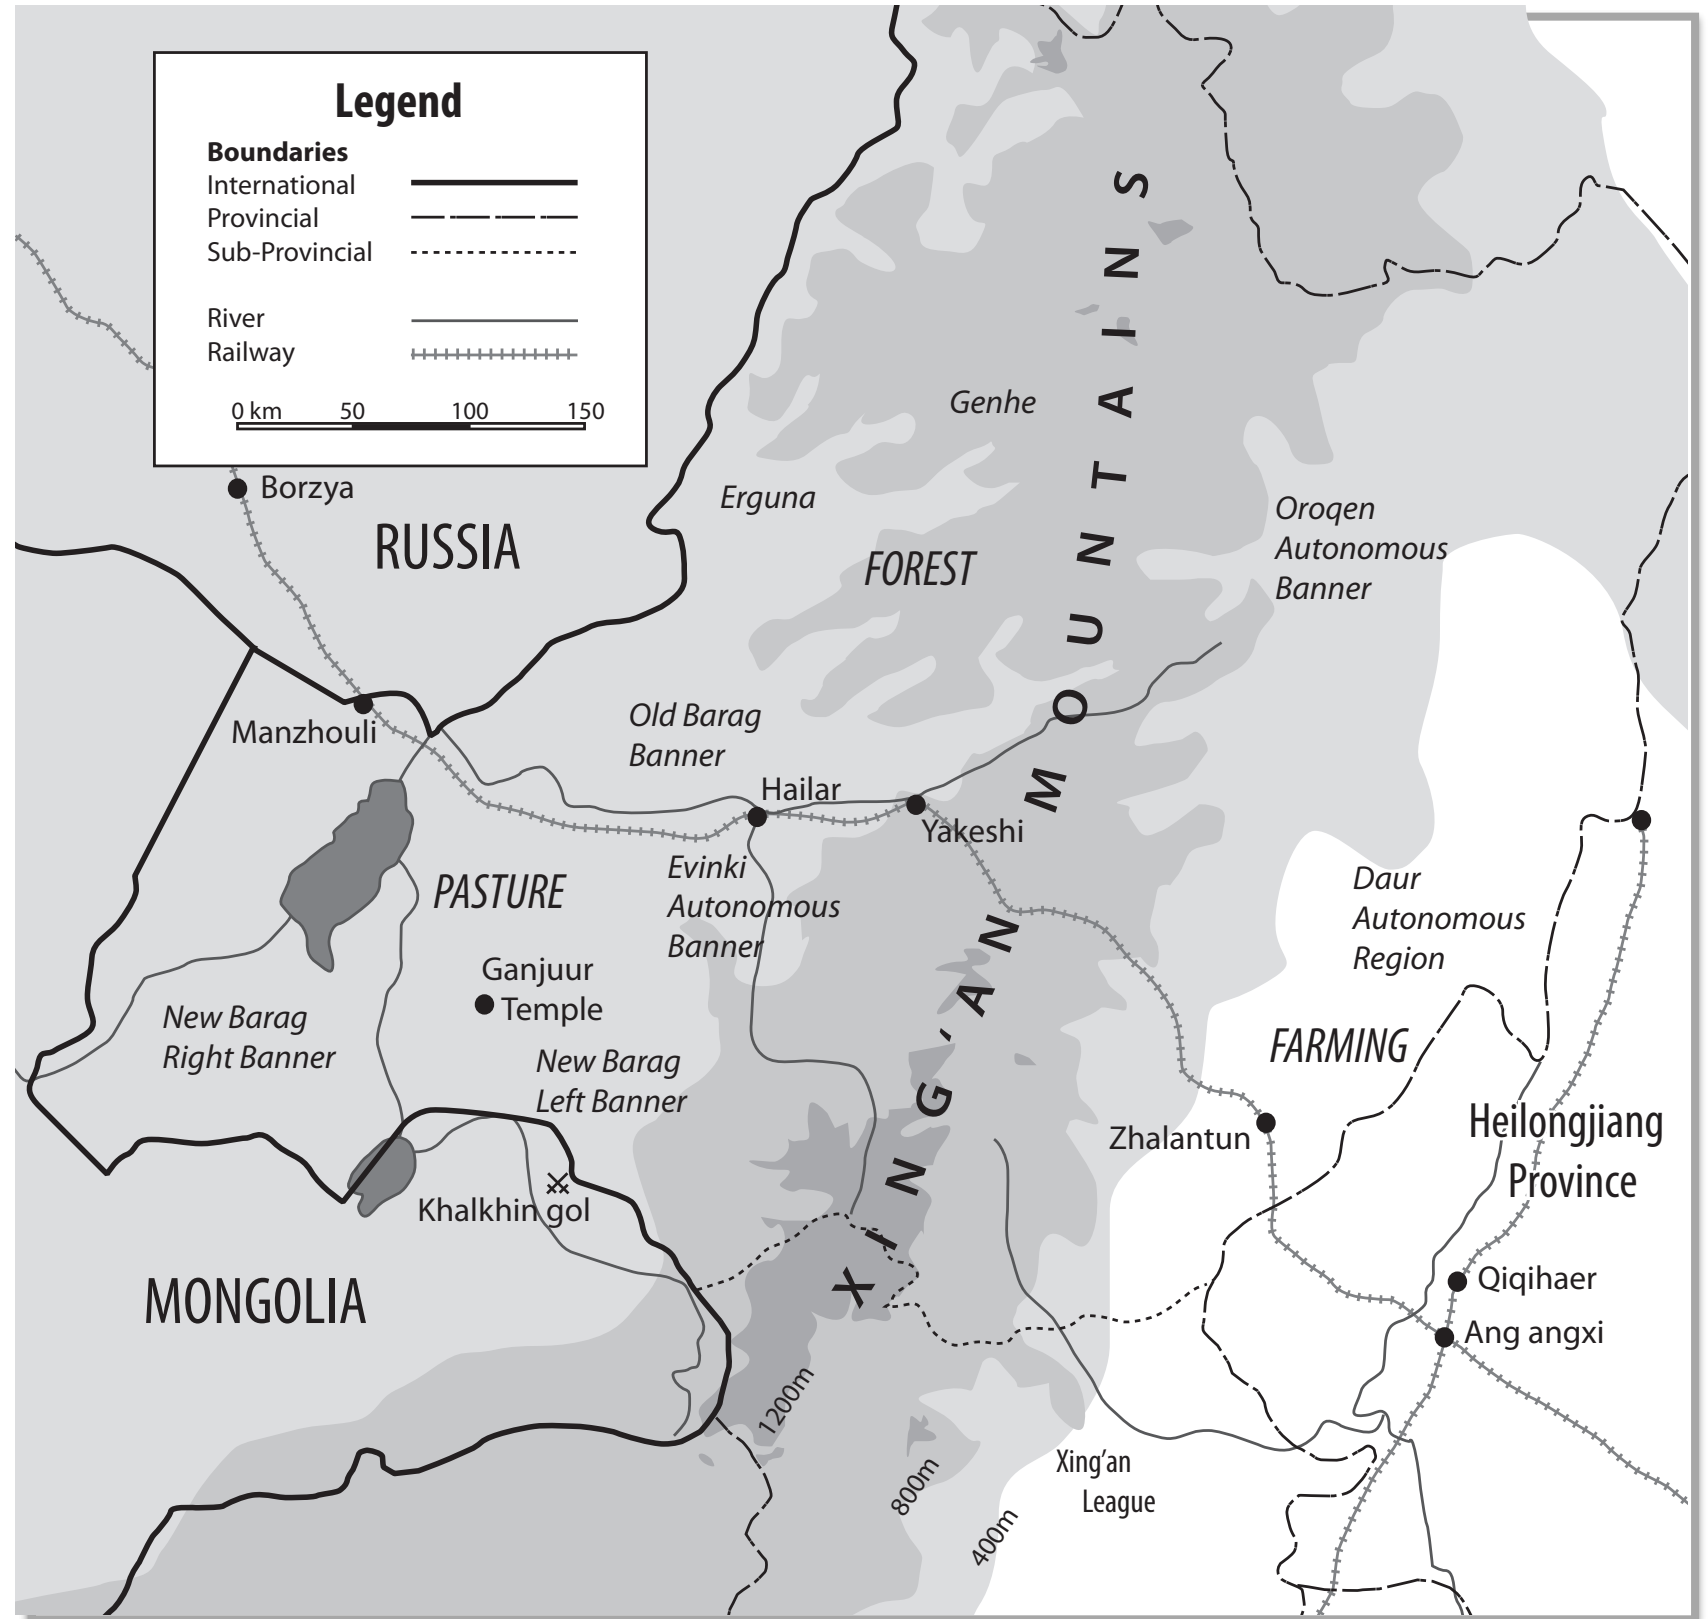 Legend
Boundaries
International
Provincial
Sub-Provincial
River
Railway
0 km 50 100 150
Borzya
RUSSIA
Erguna
Genhe
FOREST
XING'AN MOUNTAINS
Oroqen
Autonomous
Banner
Manzhouli
Old Barag
Banner
Hailar
Yakeshi
Evinki
Autonomous
Banner
PASTURE
Daur
Autonomous
Region
Ganjuur
Temple
New Barag
Right Banner
New Barag
Left Banner
FARMING
Zhalantun
Heilongjiang
Province
Khalkhin gol
MONGOLIA
Qiqihaer
Ang angxi
1200m
800m
400m
Xing'an
League